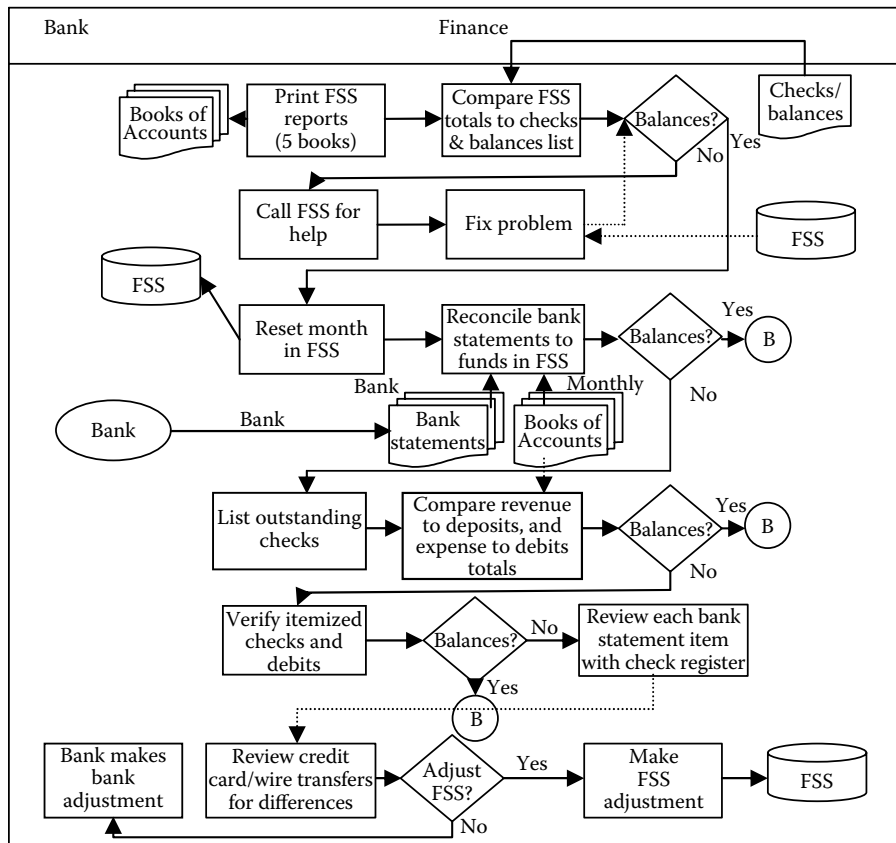 Bank
Finance
Books of
Accounts
Print FSS
reports
(5 books)
Compare FSS
totals to checks
& balances list
Balances?
Checks/
balances
No
Yes
Call FSS for
help
Fix problem
FSS
FSS
Reset month
in FSS
Reconcile bank
statements to
funds in FSS
Balances?
Yes
B
No
Bank
Monthly
Bank
Bank
Bank
statements
Books of
Accounts
List outstanding
checks
Compare revenue
to deposits, and
expense to debits
totals
Balances?
Yes
B
No
Verify itemized
checks and
debits
Balances?
No
Review each bank
statement item
with check register
Yes
B
Bank makes
bank
adjustment
Review credit
card/wire transfers
for differences
Adjust
FSS?
Yes
Make
FSS
adjustment
FSS
No